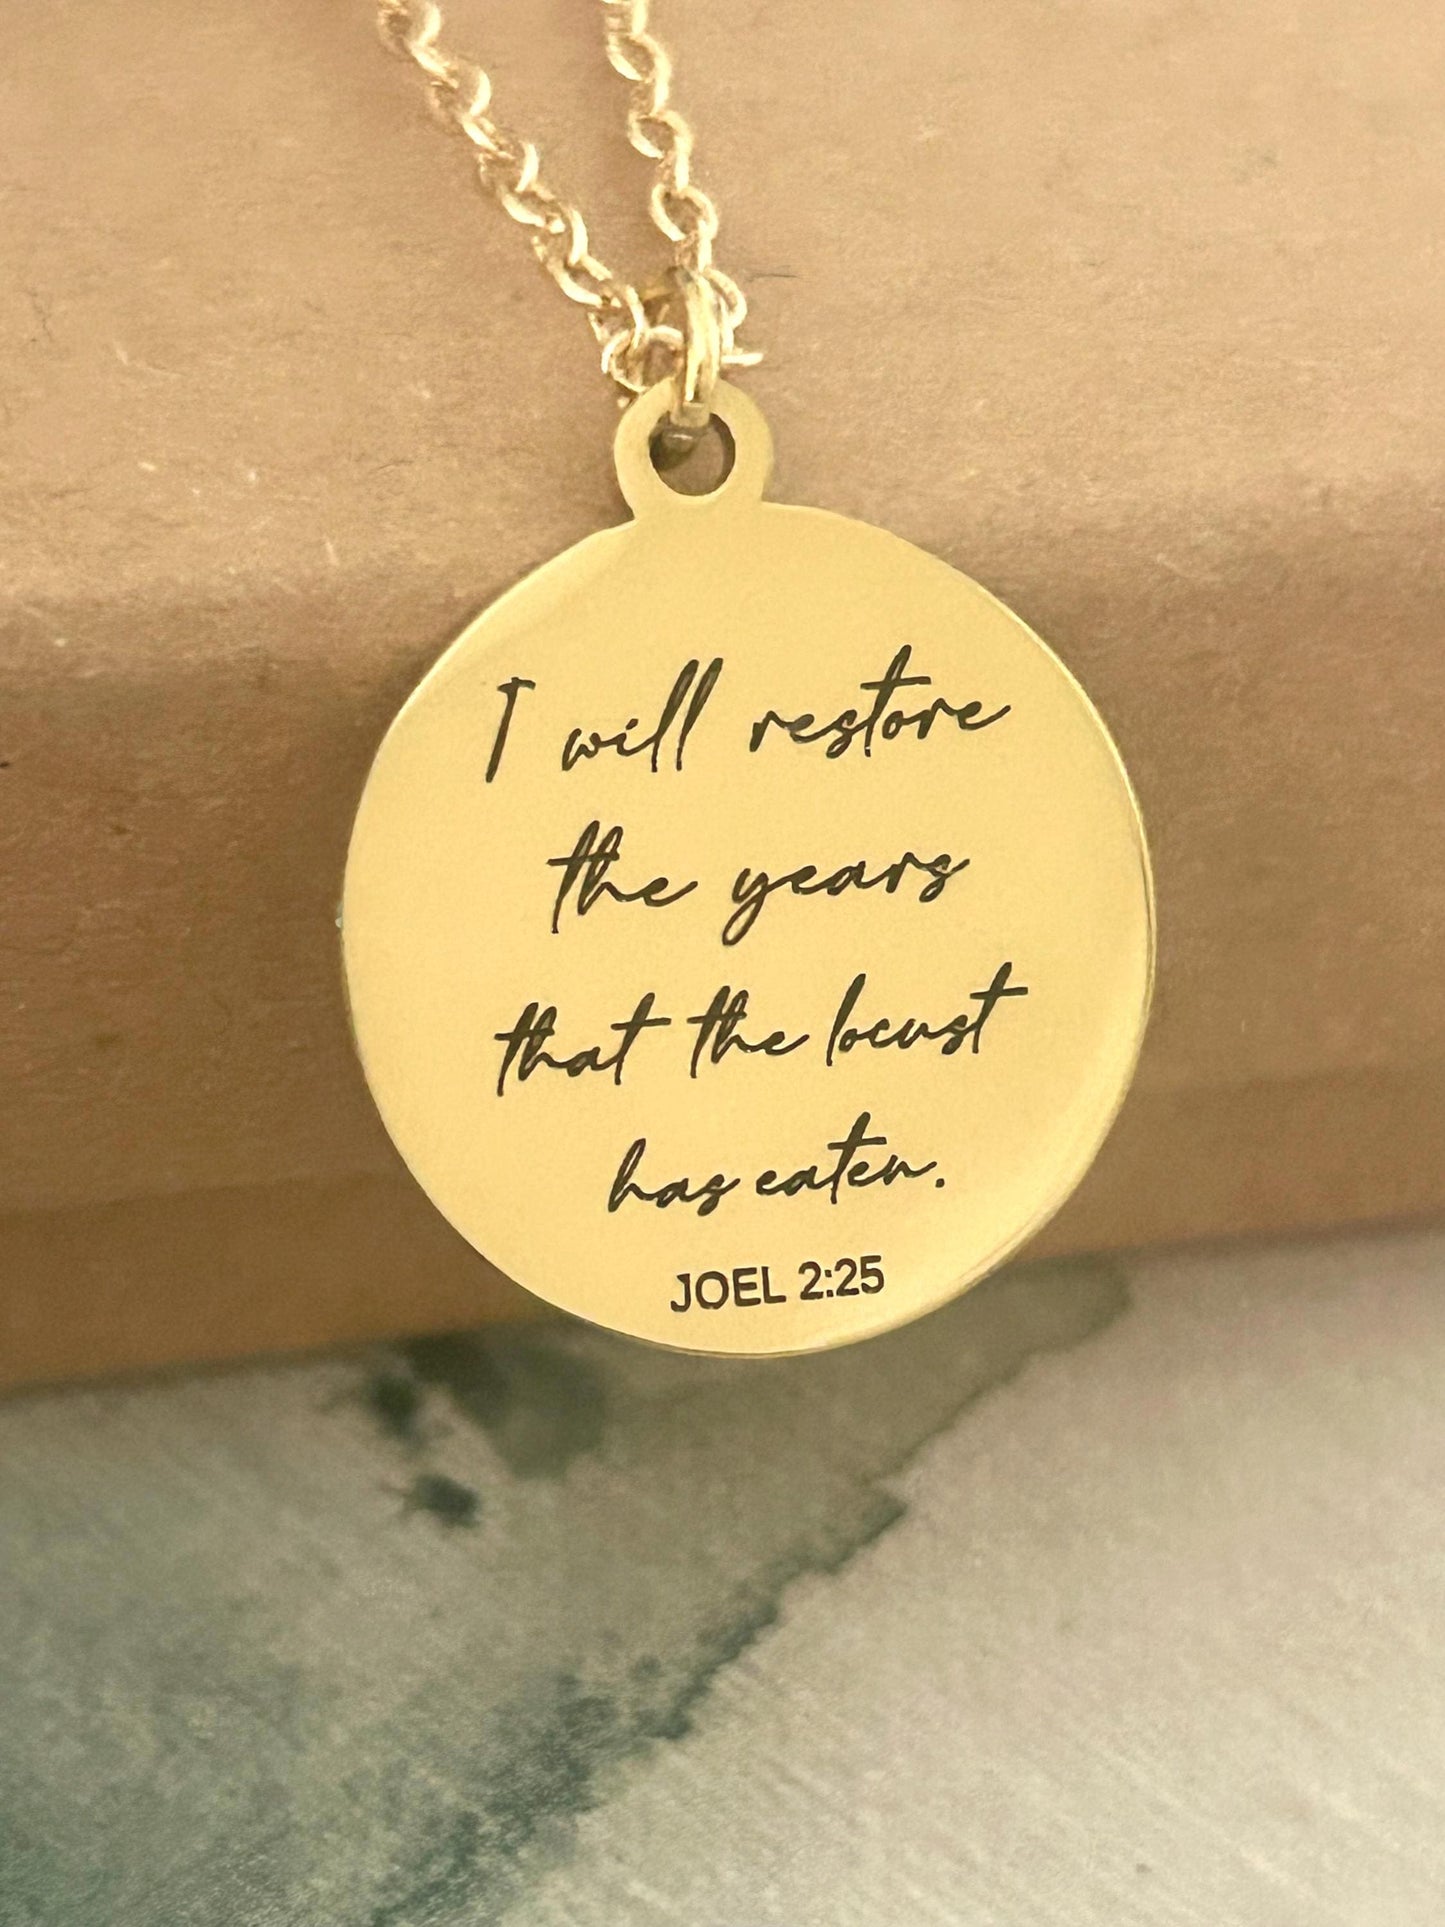 I will restore
the years
that the locust
has eaten.
JOEL 2:25